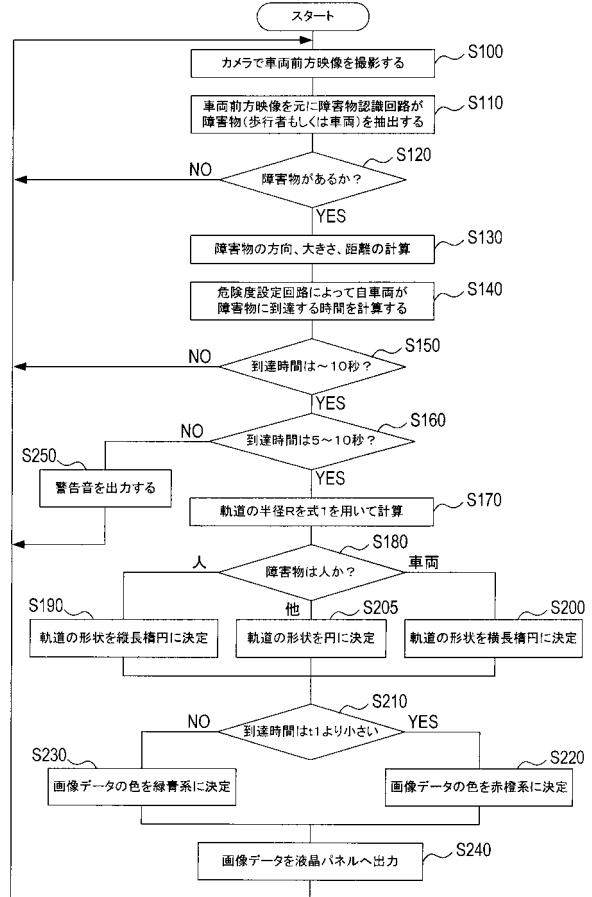 スタート
カメラで車両前方映像を撮影する
S100
車両前方映像を元に障害物認識回路が
障害物(歩行者もしくは車両)を抽出する
S110
障害物があるか?
S120
NO
YES
障害物の方向、大きさ、距離の計算
S130
危険度設定回路によって自車両が
障害物に到達する時間を計算する
S140
到達時間は~10秒?
S150
NO
YES
到達時間は5~10秒?
S160
NO
YES
S250
警告音を出力する
軌道の半径Rを式1を用いて計算
S170
障害物は人か?
S180
人
他
車両
S190
軌道の形状を縦長楕円に決定
S205
軌道の形状を円に決定
S200
軌道の形状を横長楕円に決定
到達時間はt1より小さい
S210
NO
YES
S230
画像データの色を緑青系に決定
S220
画像データの色を赤橙系に決定
画像データを液晶パネルへ出力
S240